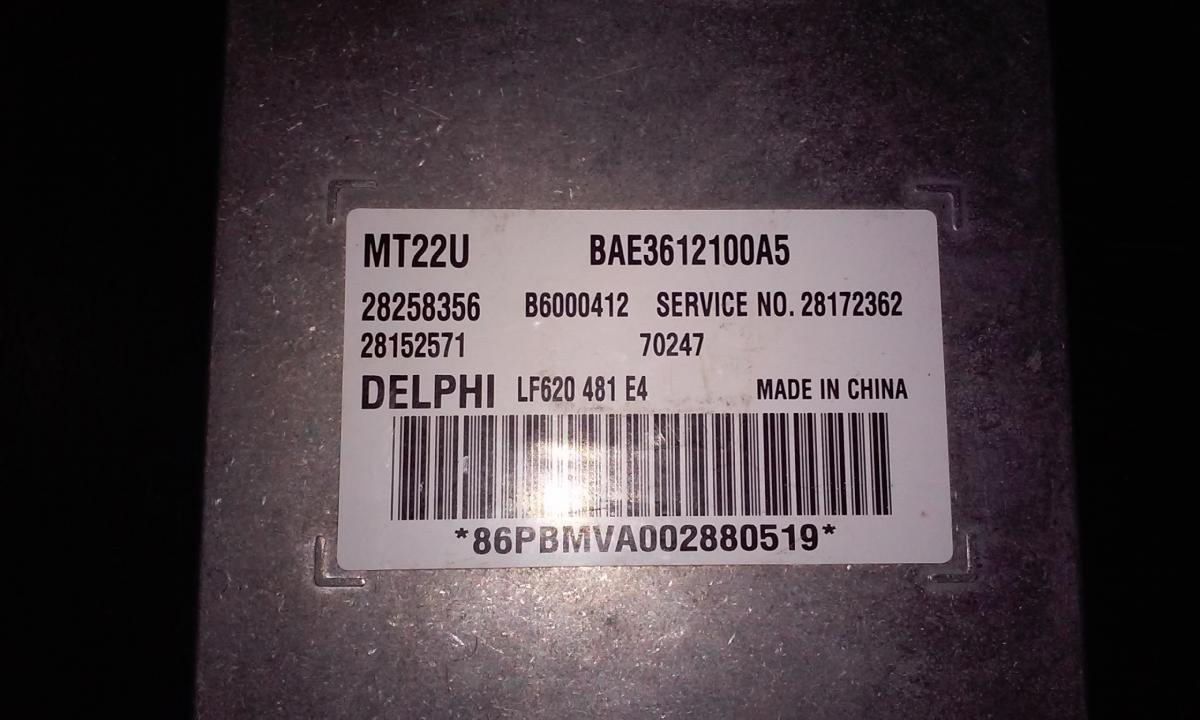 MT22U BAE3612100A5
28258356 B6000412 SERVICE NO. 28172362
28152571 70247
DELPHI LF620 481 E4 MADE IN CHINA
*86PBMVA002880519*